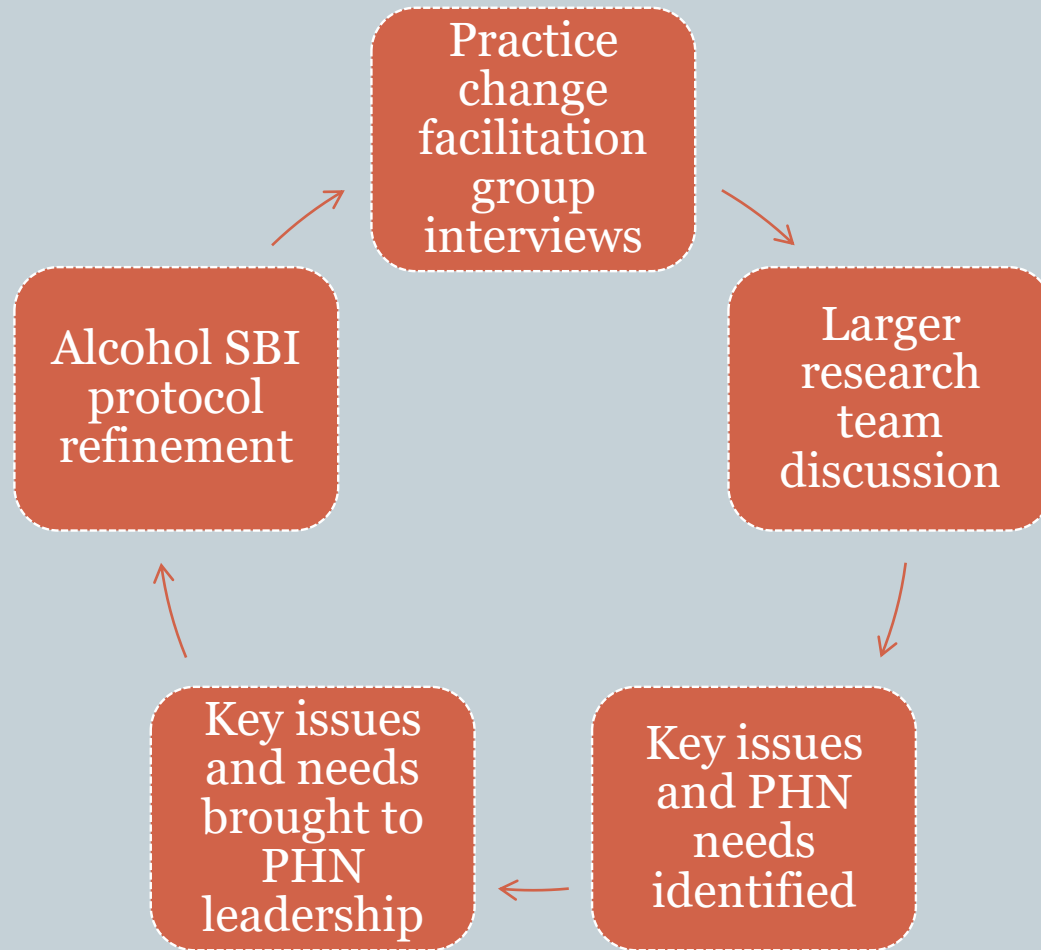 Practice
change
facilitation
group
interviews
Larger
research
team
discussion
Key issues
and PHN
needs
identified
Key issues
and needs
brought to
PHN
leadership
Alcohol SBI
protocol
refinement